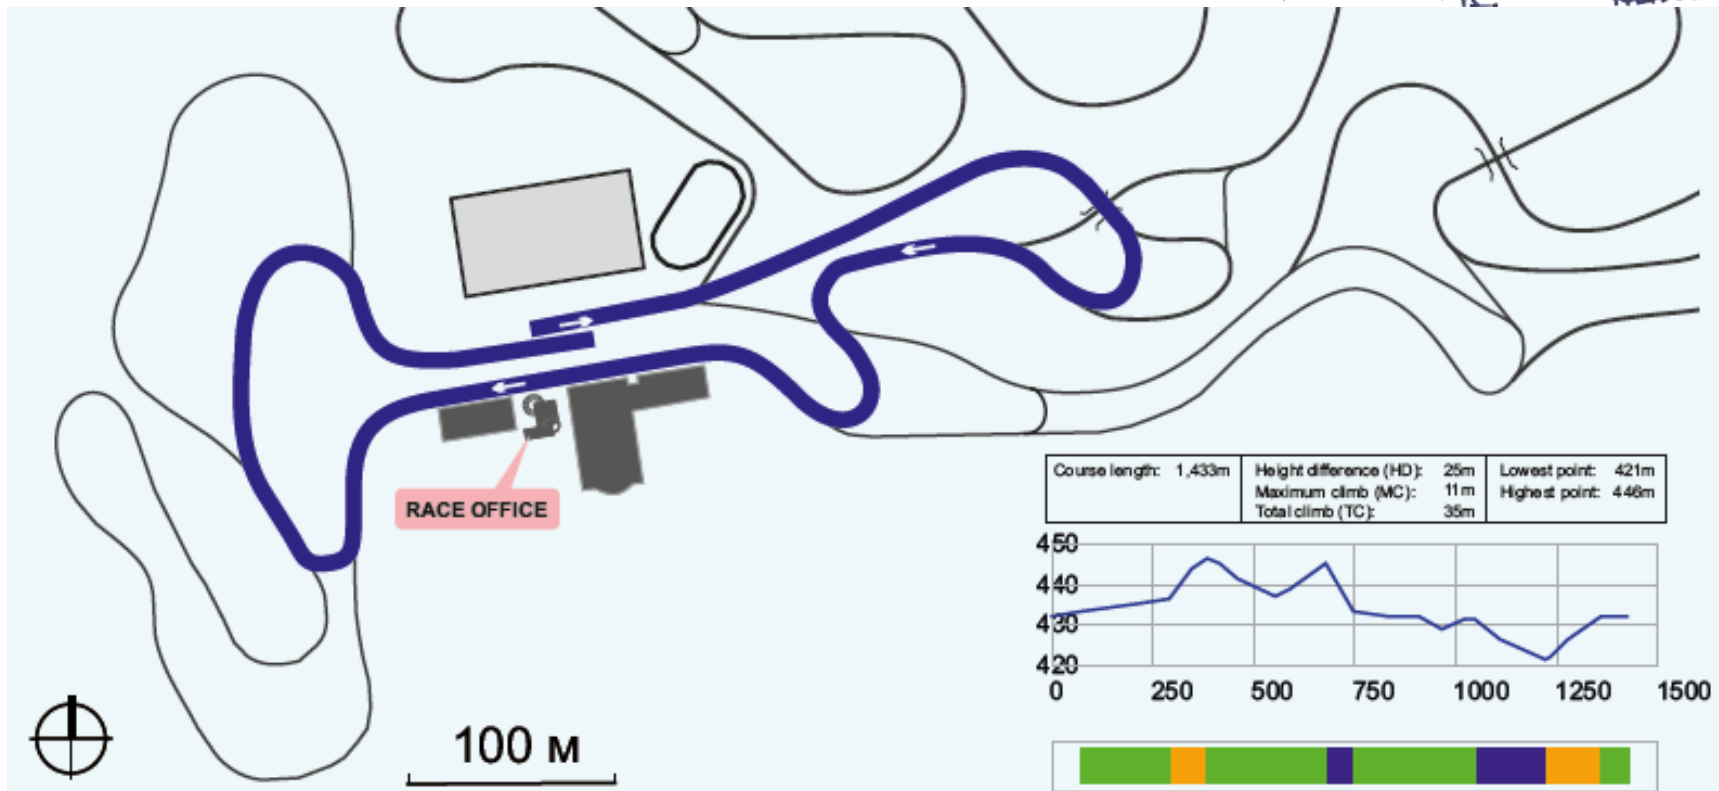 RACE OFFICE
Course length: 1,433m
Height difference (HD): 25m
Maximum climb (MC): 11m
Total climb (TC): 35m
Lowest point: 421m
Highest point: 446m
450
440
430
420
0 250 500 750 1000 1250 1500
100 м